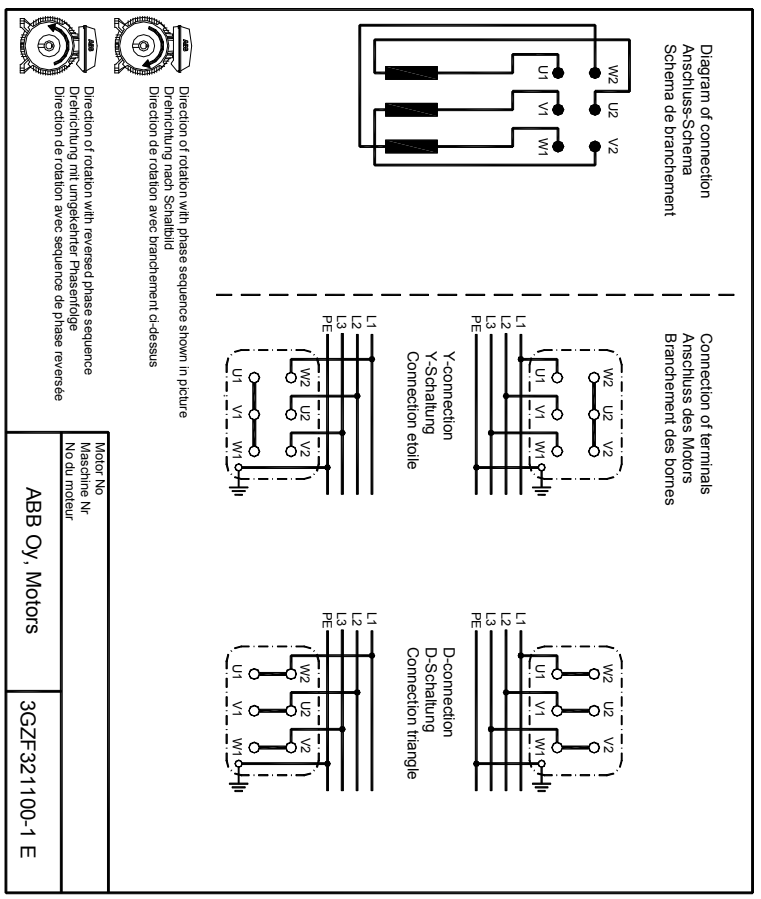 Diagram of connection
Anschluss-Schema
Schema de branchement
W2 U2 V2
U1 V1 W1
Connection of terminals
Anschluss des Motors
Branchement des bornes
W2 U2 V2
U1 V1 W1
L1
L2
L3
PE
Y-connection
Y-Schaltung
Connection etoile
L1
L2
L3
PE
W2 U2 V2
U1 V1 W1
W2 U2 V2
U1 V1 W1
L1
L2
L3
PE
D-connection
D-Schaltung
Connection triangle
L1
L2
L3
PE
W2 U2 V2
U1 V1 W1
ABB
Direction of rotation with phase sequence shown in picture
Drehrichtung nach Schaltbild
Direction de rotation avec branchement ci-dessus
ABB
Direction of rotation with reversed phase sequence
Drehrichtung mit umgekehrter Phasenfolge
Direction de rotation avec sequence de phase reversée
Motor No
Maschine Nr
No du moteur
ABB Oy, Motors
3GZF321100-1 E